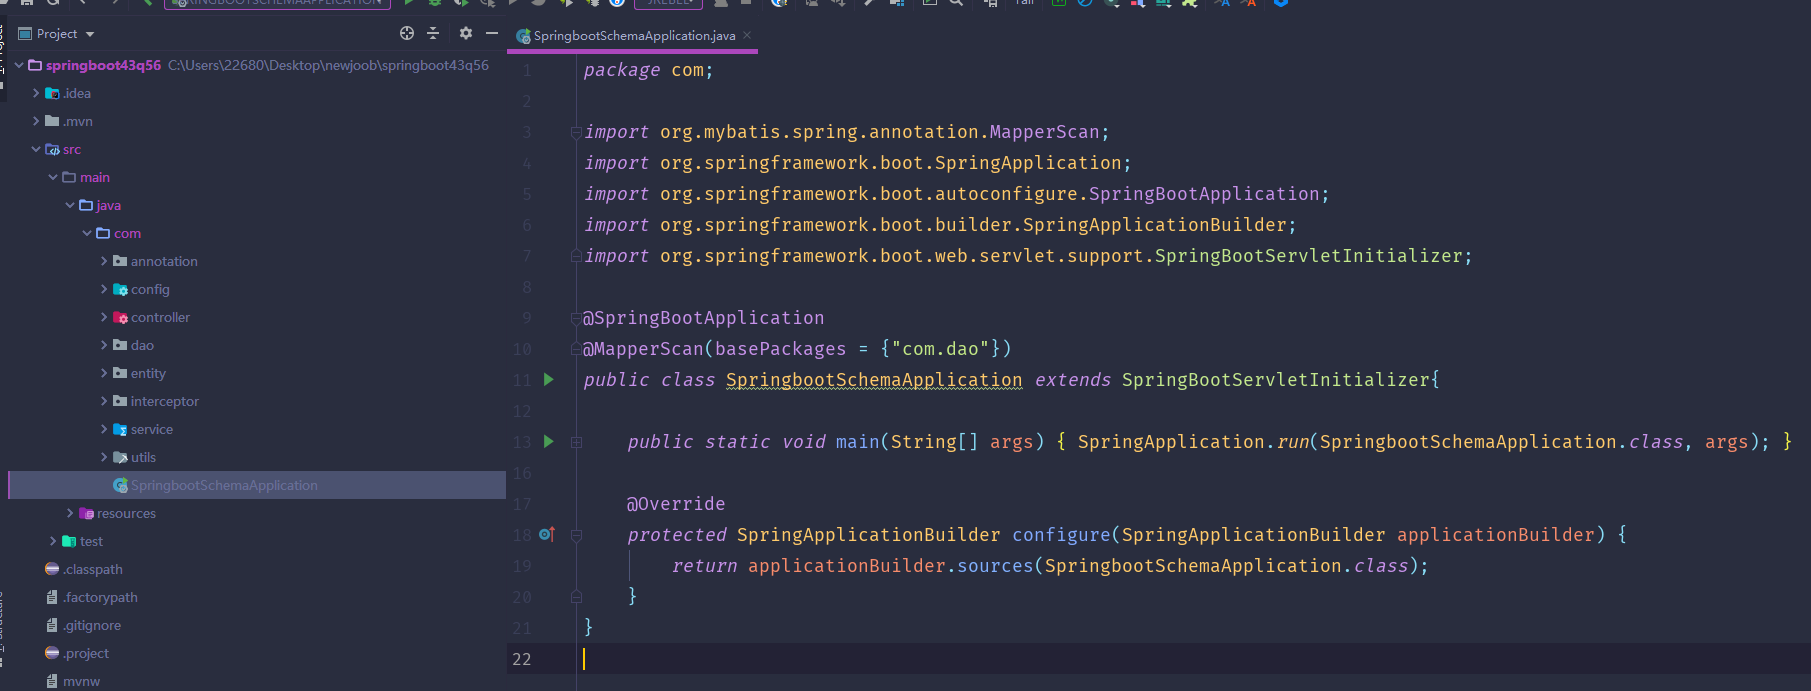 Project
SpringbootSchemaApplication.java
springboot43q56 C:\Users\22680\Desktop\newjoob\springboot43q56
.idea
.mvn
src
main
java
com
annotation
config
controller
dao
entity
interceptor
service
utils
SpringbootSchemaApplication
resources
test
.classpath
.factorypath
.gitignore
.project
mvnw
1 package com;
2
3 import org.mybatis.spring.annotation.MapperScan;
4 import org.springframework.boot.SpringApplication;
5 import org.springframework.boot.autoconfigure.SpringBootApplication;
6 import org.springframework.boot.builder.SpringApplicationBuilder;
7 import org.springframework.boot.web.servlet.support.SpringBootServletInitializer;
8
9 @SpringBootApplication
10 @MapperScan(basePackages = {"com.dao"})
11 public class SpringbootSchemaApplication extends SpringBootServletInitializer{
12
13 public static void main(String[] args) { SpringApplication.run(SpringbootSchemaApplication.class, args); }
16
17 @Override
18 protected SpringApplicationBuilder configure(SpringApplicationBuilder applicationBuilder) {
19 return applicationBuilder.sources(SpringbootSchemaApplication.class);
20 }
21 }
22